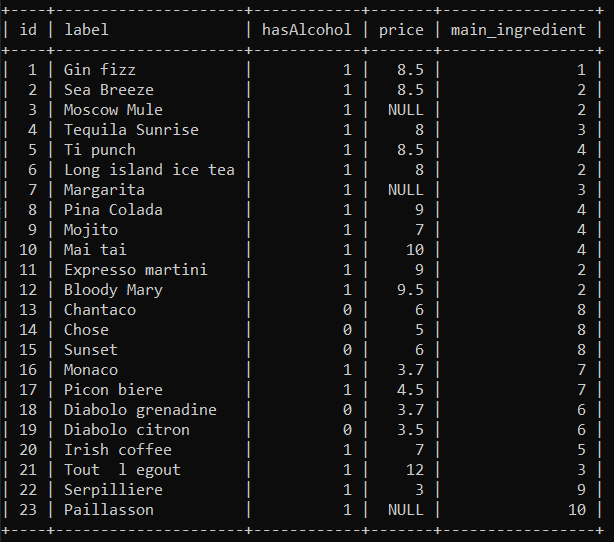 +----+----------------------+------------+-------+-----------------+
| id | label | hasAlcohol | price | main_ingredient |
+----+----------------------+------------+-------+-----------------+
| 1 | Gin fizz | 1 | 8.5 | 1 |
| 2 | Sea Breeze | 1 | 8.5 | 2 |
| 3 | Moscow Mule | 1 | NULL | 2 |
| 4 | Tequila Sunrise | 1 | 8 | 3 |
| 5 | Ti punch | 1 | 8.5 | 4 |
| 6 | Long island ice tea | 1 | 8 | 2 |
| 7 | Margarita | 1 | NULL | 3 |
| 8 | Pina Colada | 1 | 9 | 4 |
| 9 | Mojito | 1 | 7 | 4 |
| 10 | Mai tai | 1 | 10 | 4 |
| 11 | Expresso martini | 1 | 9 | 2 |
| 12 | Bloody Mary | 1 | 9.5 | 2 |
| 13 | Chantaco | 0 | 6 | 8 |
| 14 | Chose | 0 | 5 | 8 |
| 15 | Sunset | 0 | 6 | 8 |
| 16 | Monaco | 1 | 3.7 | 7 |
| 17 | Picon biere | 1 | 4.5 | 7 |
| 18 | Diabolo grenadine | 0 | 3.7 | 6 |
| 19 | Diabolo citron | 0 | 3.5 | 6 |
| 20 | Irish coffee | 1 | 7 | 5 |
| 21 | Tout  l egout | 1 | 12 | 3 |
| 22 | Serpilliere | 1 | 3 | 9 |
| 23 | Paillasson | 1 | NULL | 10 |
+----+----------------------+------------+-------+-----------------+